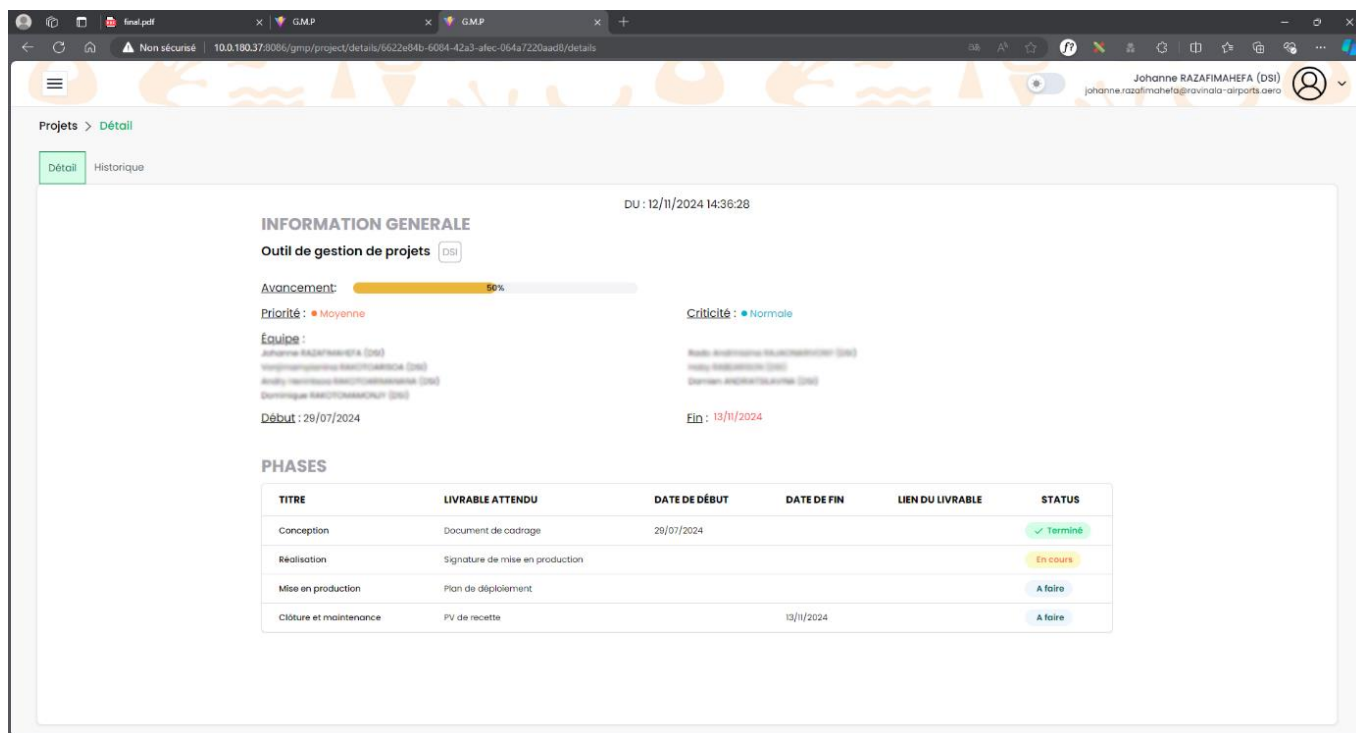 final.pdf
G.M.P
G.M.P
Non sécurisé
10.0.180.37:8086/gmp/project/details/6622e84b-6084-42a3-afec-064a7220aad8/details
Johanne RAZAFIMAHEFA (DSI)
johanne.razafimahefa@ravinala-airports.aero
Projets > Détail
Détail Historique
DU : 12/11/2024 14:36:28
INFORMATION GENERALE
Outil de gestion de projets DSI
Avancement: 50%
Priorité : Moyenne Criticité : Normale
Équipe :
Début : 29/07/2024 Fin : 13/11/2024
PHASES
TITRE LIVRABLE ATTENDU DATE DE DÉBUT DATE DE FIN LIEN DU LIVRABLE STATUS
Conception Document de cadrage 29/07/2024 Terminé
Réalisation Signature de mise en production En cours
Mise en production Plan de déploiement A faire
Clôture et maintenance PV de recette 13/11/2024 A faire